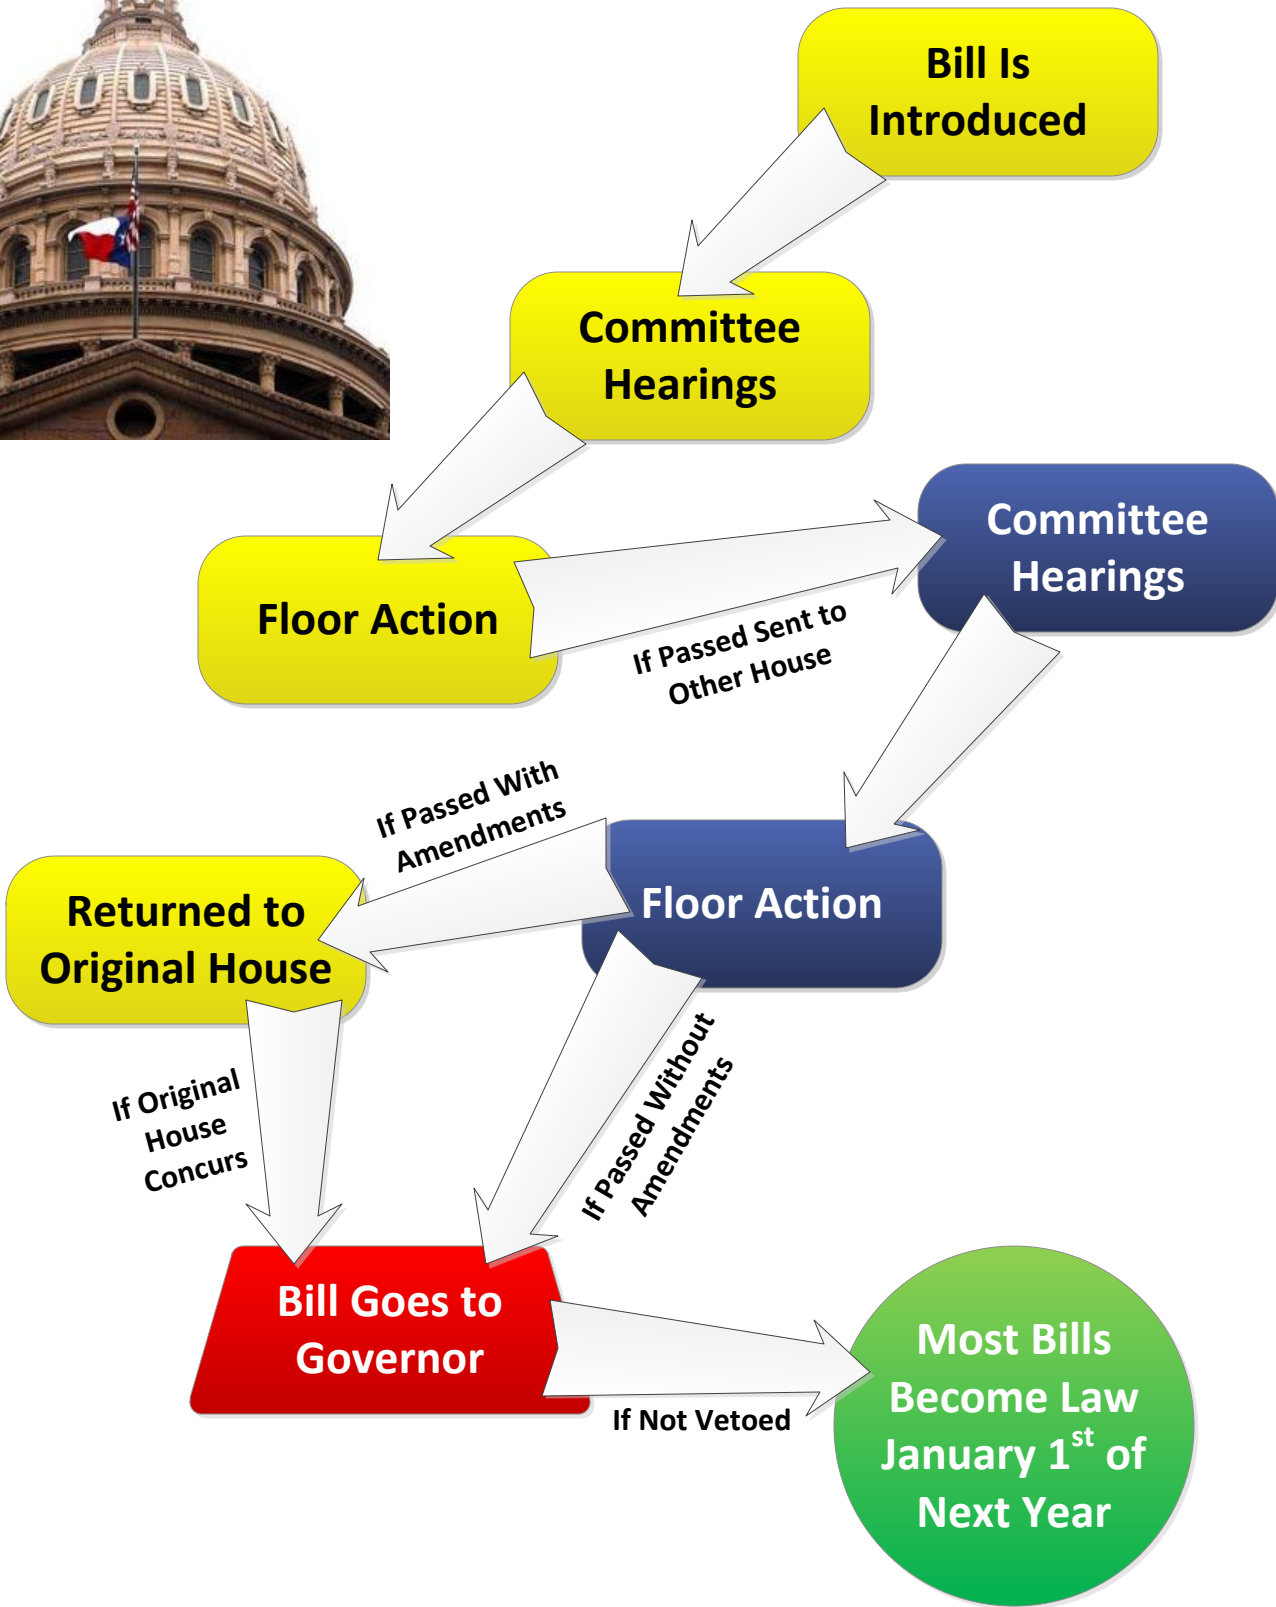 Bill Is
Introduced
Committee
Hearings
Floor Action
If Passed Sent to
Other House
Committee
Hearings
Floor Action
If Passed With
Amendments
Returned to
Original House
If Original
House
Concurs
If Passed Without
Amendments
Bill Goes to
Governor
If Not Vetoed
Most Bills
Become Law
January 1st of
Next Year